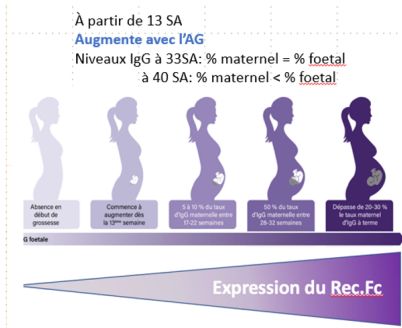 À partir de 13 SA
Augmente avec l'AG
Niveaux IgG à 33SA: % maternel = % foetal
à 40 SA: % maternel < % foetal
Absence en
début de
grossesse
Commence à
augmenter dès
la 13ème semaine
5 à 10 % du taux
d'IgG maternelle entre
17-22 semaines
50 % du taux
d'IgG maternelle entre
28-32 semaines
Dépasse de 20-30 %
le taux maternel
d'IgG à terme
G foetale
Expression du Rec.Fc